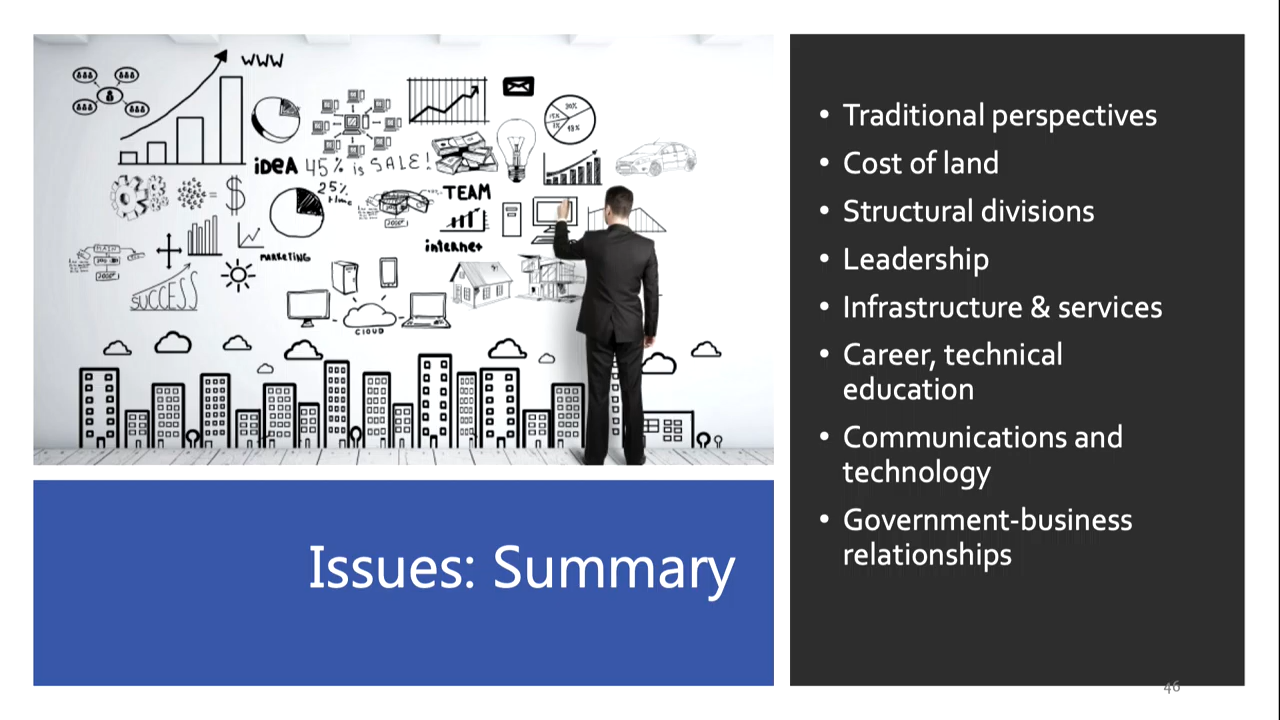 www
iDEA 45% is SALE!
30%
15%
25%
TEAM
internet
MARKETING
SUCCESS
CLOUD
Issues: Summary
• Traditional perspectives
• Cost of land
• Structural divisions
• Leadership
• Infrastructure & services
• Career, technical
education
• Communications and
technology
• Government-business
relationships
46